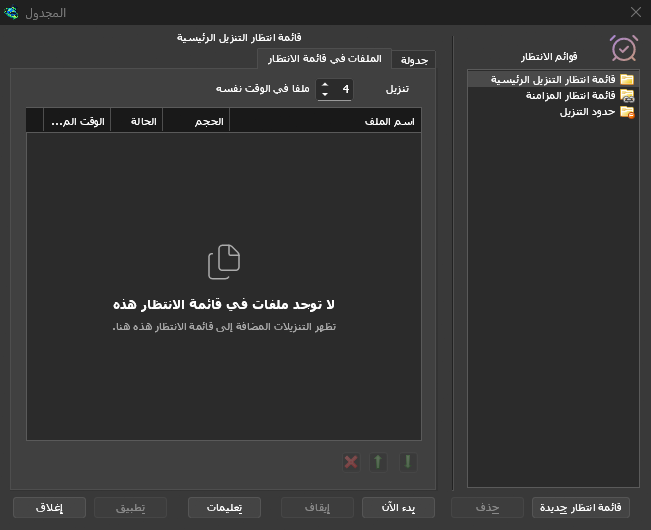 المجدول
قوائم الانتظار
قائمة انتظار التنزيل الرئيسية
قائمة انتظار المزامنة
حدود التنزيل
قائمة انتظار التنزيل الرئيسية
جدولة
الملفات في قائمة الانتظار
تنزيل 4 ملفا في الوقت نفسه
اسم الملف الحجم الحالة الوقت الم...
لا توجد ملفات في قائمة الانتظار هذه
تظهر التنزيلات المضافة إلى قائمة الانتظار هذه هنا.
قائمة انتظار جديدة حذف بدء الآن إيقاف تعليمات تطبيق إغلاق